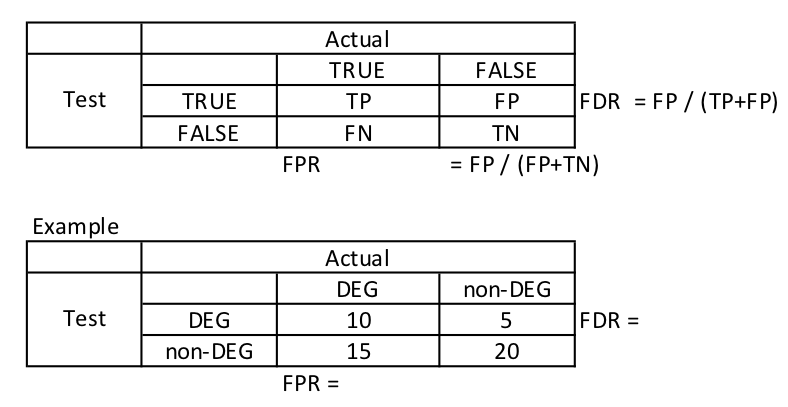 Actual
TRUE FALSE
Test TRUE TP FP FDR = FP / (TP+FP)
FALSE FN TN
FPR = FP / (FP+TN)
Example
Actual
DEG non-DEG
Test DEG 10 5 FDR =
non-DEG 15 20
FPR =